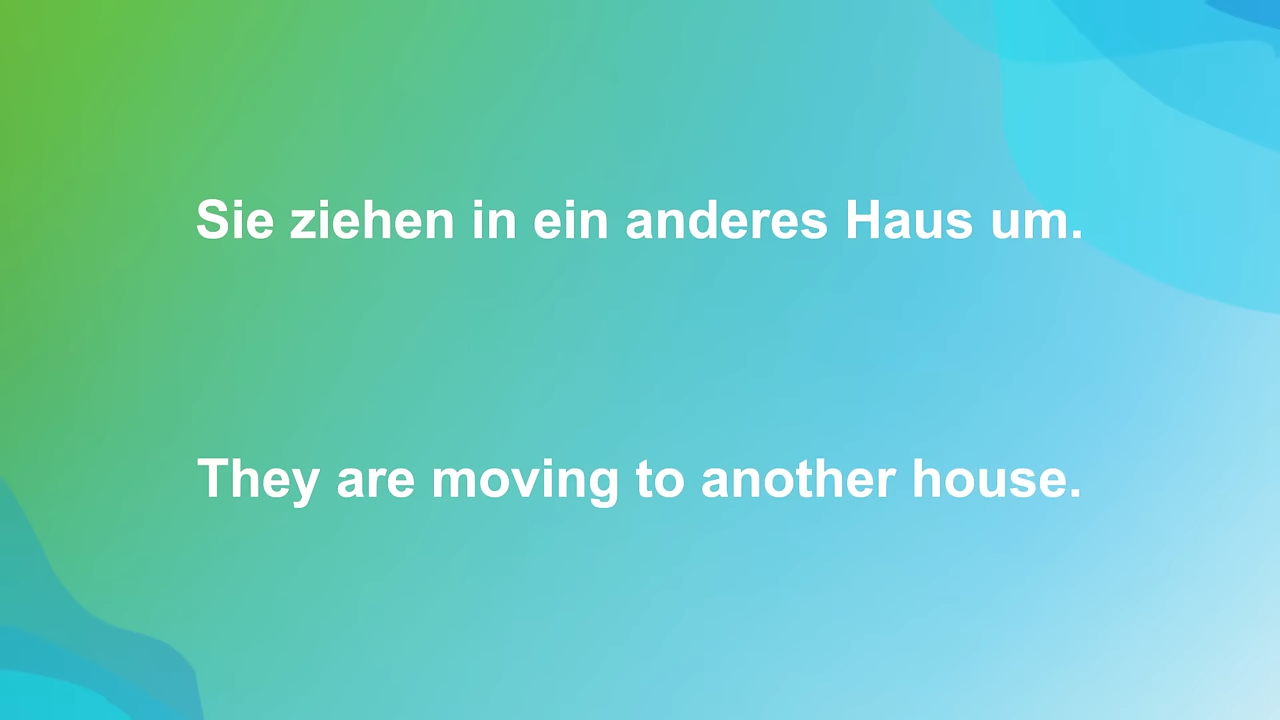 Sie ziehen in ein anderes Haus um.
They are moving to another house.